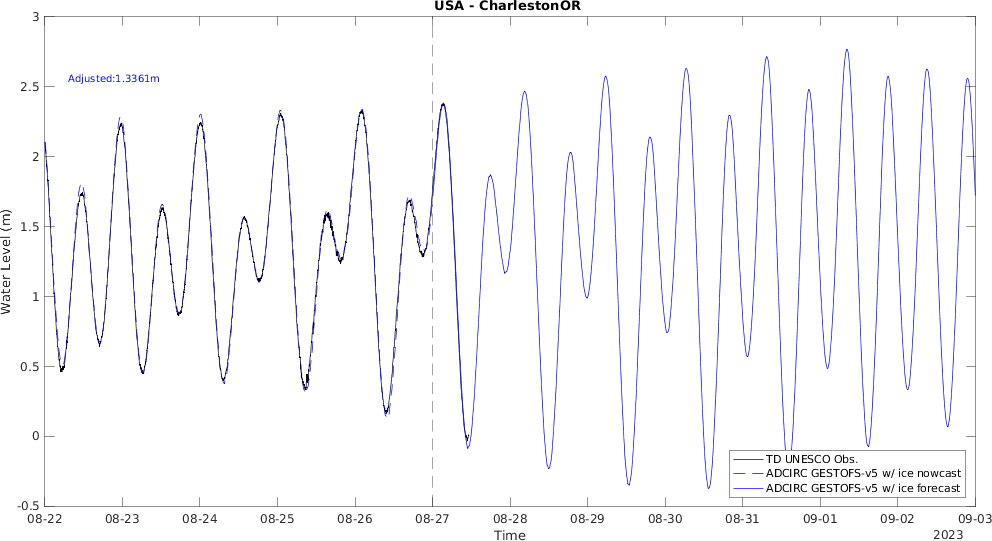 USA - CharlestonOR
3
2.5
2
1.5
1
0.5
0
-0.5
Water Level (m)
Adjusted:1.3361m
TD UNESCO Obs.
ADCIRC GESTOFS-v5 w/ ice nowcast
ADCIRC GESTOFS-v5 w/ ice forecast
08-22 08-23 08-24 08-25 08-26 08-27 08-28 08-29 08-30 08-31 09-01 09-02 09-03
Time
2023